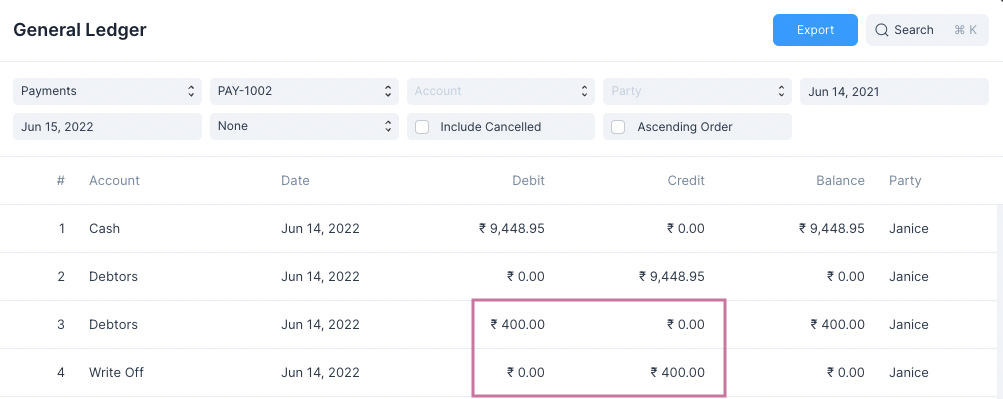 General Ledger
Export
Search ⌘ K
Payments PAY-1002 Account Party Jun 14, 2021
Jun 15, 2022 None Include Cancelled Ascending Order
# Account Date Debit Credit Balance Party
1 Cash Jun 14, 2022 ₹ 9,448.95 ₹ 0.00 ₹ 9,448.95 Janice
2 Debtors Jun 14, 2022 ₹ 0.00 ₹ 9,448.95 ₹ 0.00 Janice
3 Debtors Jun 14, 2022 ₹ 400.00 ₹ 0.00 ₹ 400.00 Janice
4 Write Off Jun 14, 2022 ₹ 0.00 ₹ 400.00 ₹ 0.00 Janice